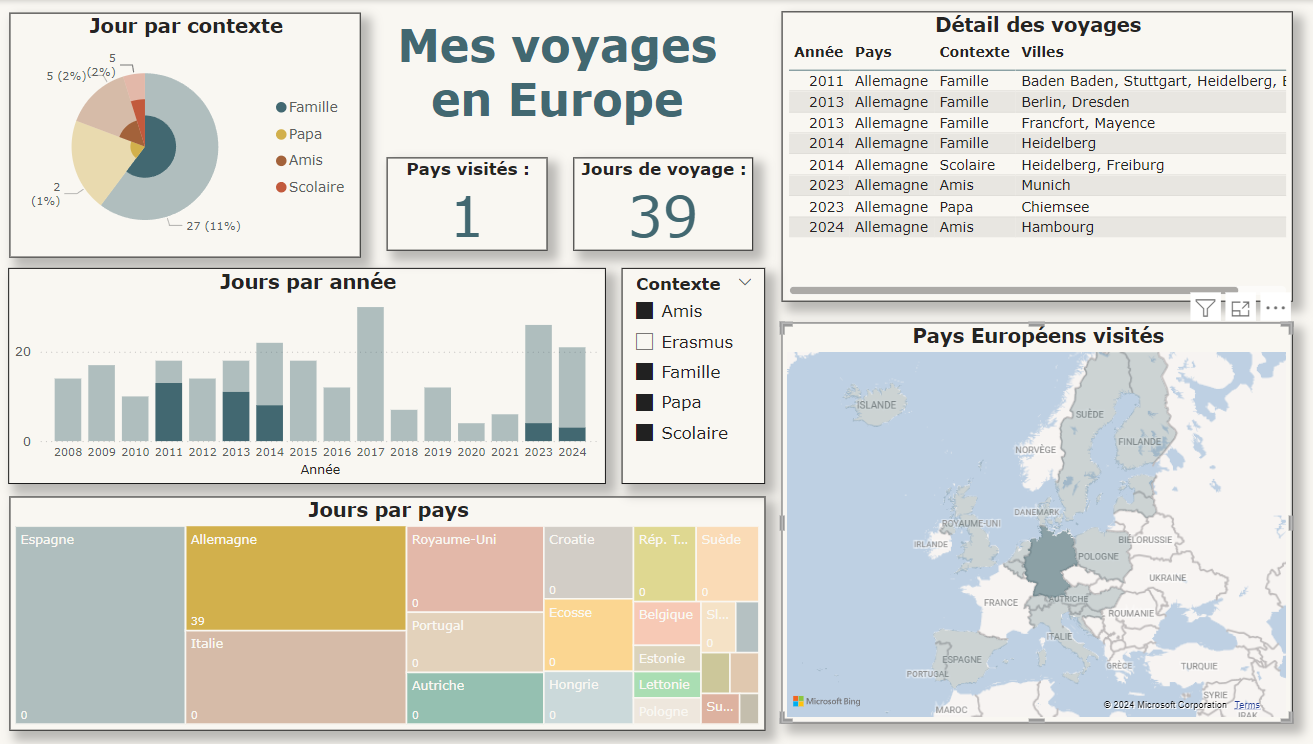 Jour par contexte
5
5 (2%)
(2%)
2
(1%)
27 (11%)
Famille
Papa
Amis
Scolaire
Mes voyages
en Europe
Pays visités :
1
Jours de voyage :
39
Détail des voyages
Année Pays Contexte Villes
2011 Allemagne Famille Baden Baden, Stuttgart, Heidelberg,
2013 Allemagne Famille Berlin, Dresden
2013 Allemagne Famille Francfort, Mayence
2014 Allemagne Famille Heidelberg
2014 Allemagne Scolaire Heidelberg, Freiburg
2023 Allemagne Amis Munich
2023 Allemagne Papa Chiemsee
2024 Allemagne Amis Hambourg
Jours par année
20
0
2008 2009 2010 2011 2012 2013 2014 2015 2016 2017 2018 2019 2020 2021 2023 2024
Année
Contexte
Amis
Erasmus
Famille
Papa
Scolaire
Jours par pays
Espagne
0
Allemagne
39
Italie
0
Royaume-Uni
0
Portugal
0
Autriche
0
Croatie
0
Ecosse
0
Hongrie
0
Rép. T...
0
Belgique
Estonie
Lettonie
Pologne
Suède
0
Sl...
0
Su...
Pays Européens visités
ISLANDE
SUÈDE
FINLANDE
NORVÈGE
DANEMARK
ROYAUME-UNI
IRLANDE
BIÉLORUSSIE
POLOGNE
UKRAINE
FRANCE
AUTRICHE
ROUMANIE
ITALIE
ESPAGNE
PORTUGAL
GRÈCE
TURQUIE
SYRIE
MAROC
IRAK
Microsoft Bing
© 2024 Microsoft Corporation Terms